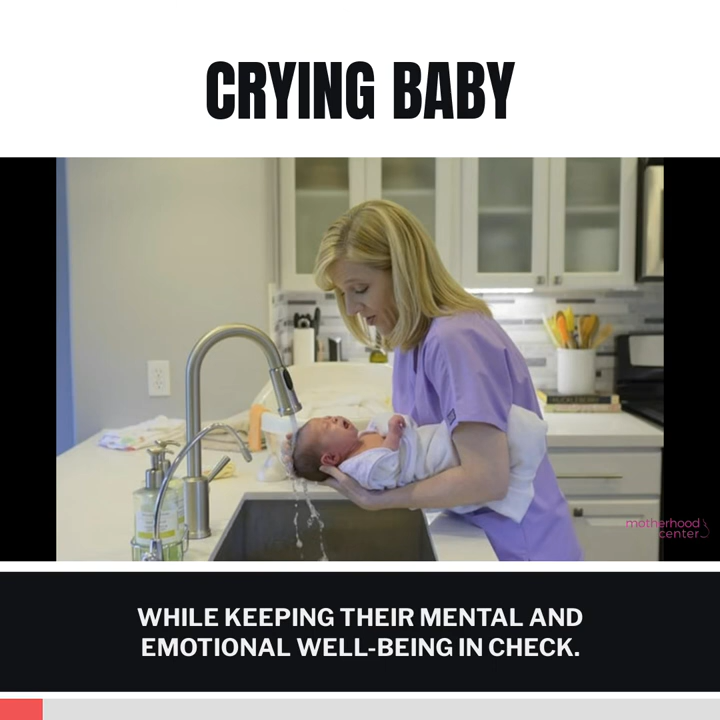 CRYING BABY
motherhood
center
WHILE KEEPING THEIR MENTAL AND
EMOTIONAL WELL-BEING IN CHECK.